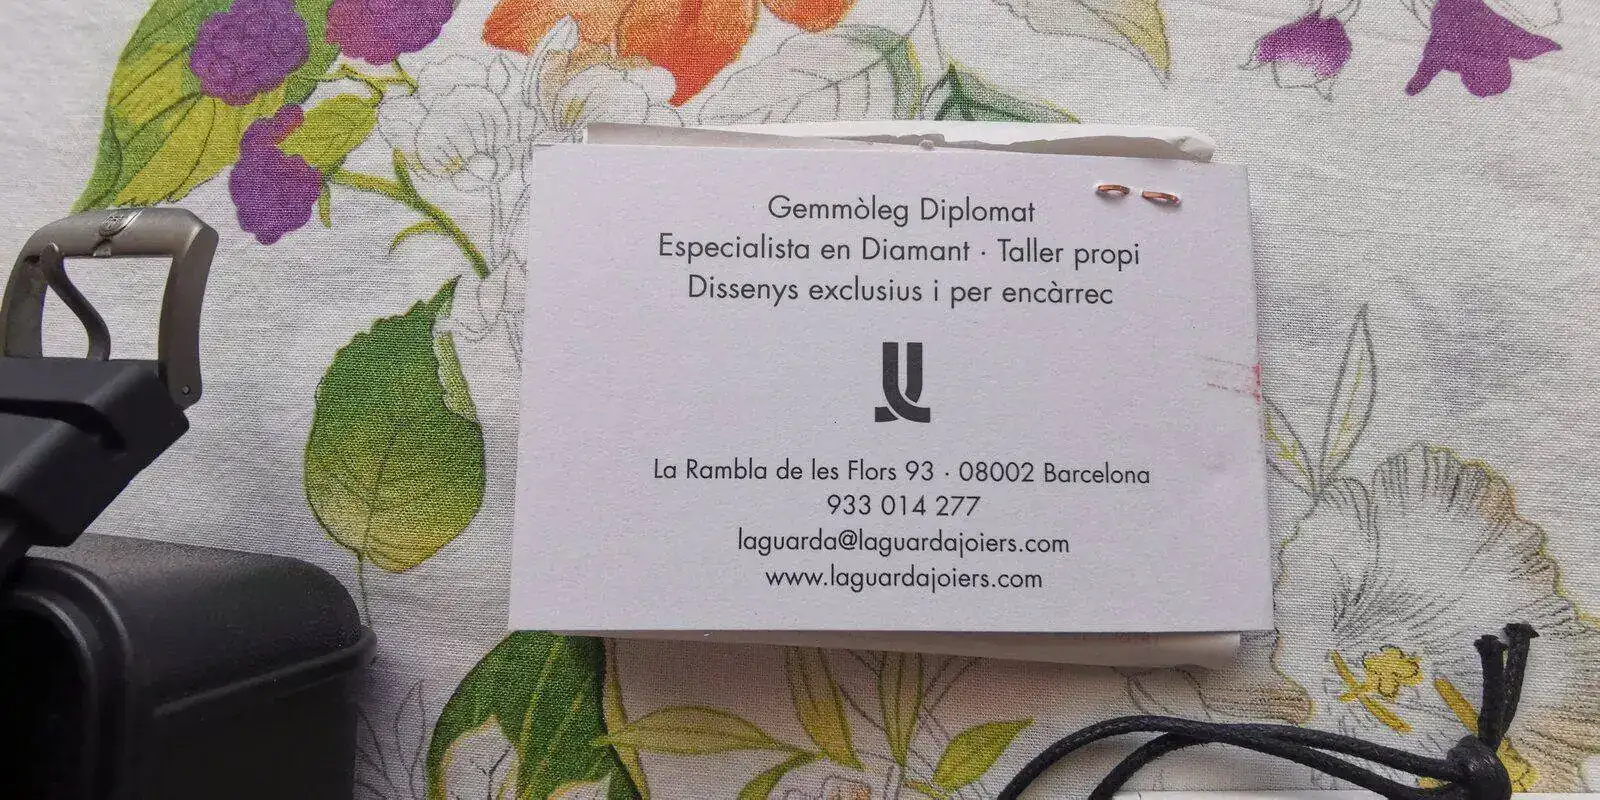 Gemmòleg Diplomat
Especialista en Diamant · Taller propi
Dissenys exclusius i per encàrrec
La Rambla de les Flors 93 · 08002 Barcelona
933 014 277
laguarda@laguardajoiers.com
www.laguardajoiers.com